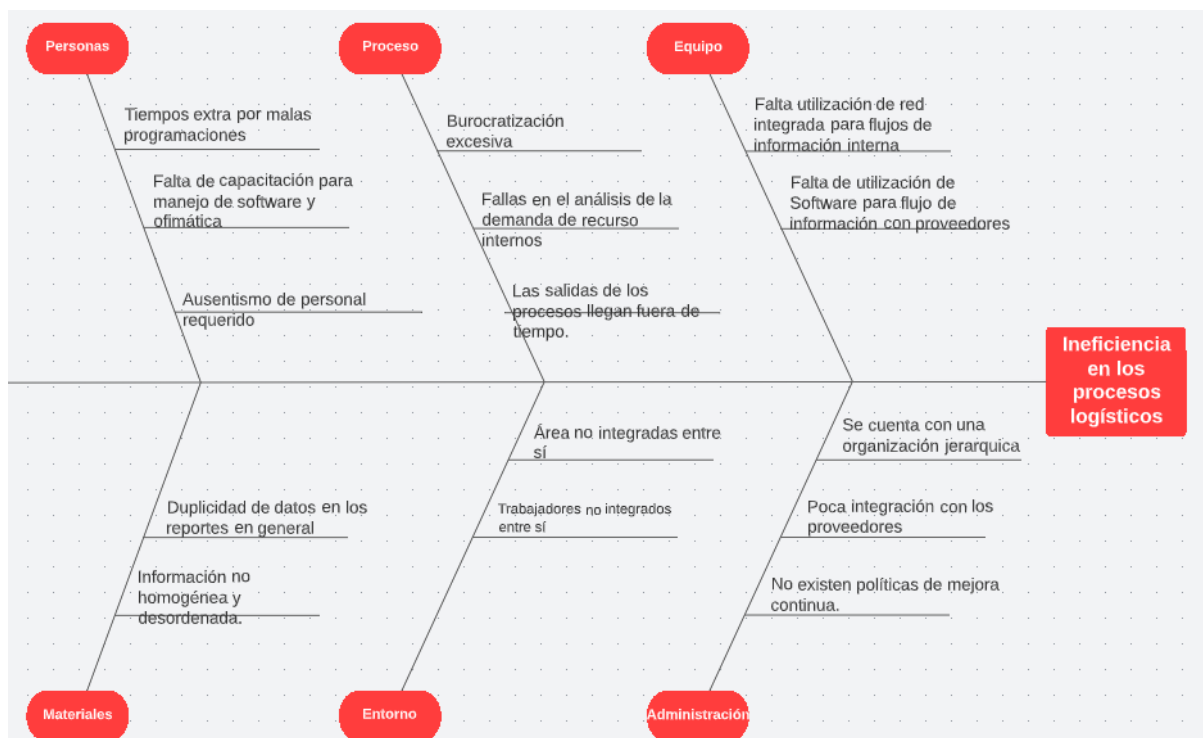 Personas
Proceso
Equipo
Tiempos extra por malas
programaciones
Falta de capacitación para
manejo de software y
ofimática
Ausentismo de personal
requerido
Burocratización
excesiva
Fallas en el análisis de la
demanda de recurso
internos
Las salidas de los
procesos llegan fuera de
tiempo.
Falta utilización de red
integrada para flujos de
información interna
Falta de utilización de
Software para flujo de
información con proveedores
Ineficiencia
en los
procesos
logísticos
Duplicidad de datos en los
reportes en general
Información no
homogénea y
desordenada.
Área no integradas entre
sí
Trabajadores no integrados
entre sí
Se cuenta con una
organización jerarquica
Poca integración con los
proveedores
No existen políticas de mejora
continua.
Materiales
Entorno
Administración